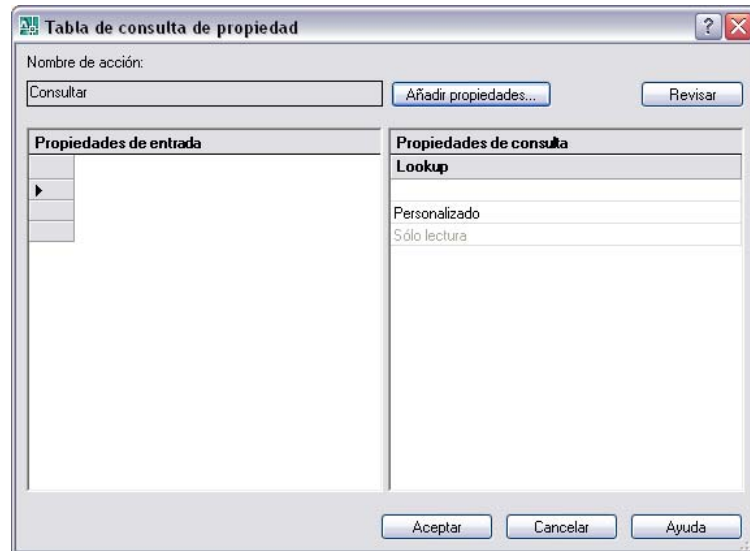 Tabla de consulta de propiedad
Nombre de acción:
Consultar
Añadir propiedades...
Revisar
Propiedades de entrada
Propiedades de consulta
Lookup
Personalizado
Sólo lectura
Aceptar
Cancelar
Ayuda